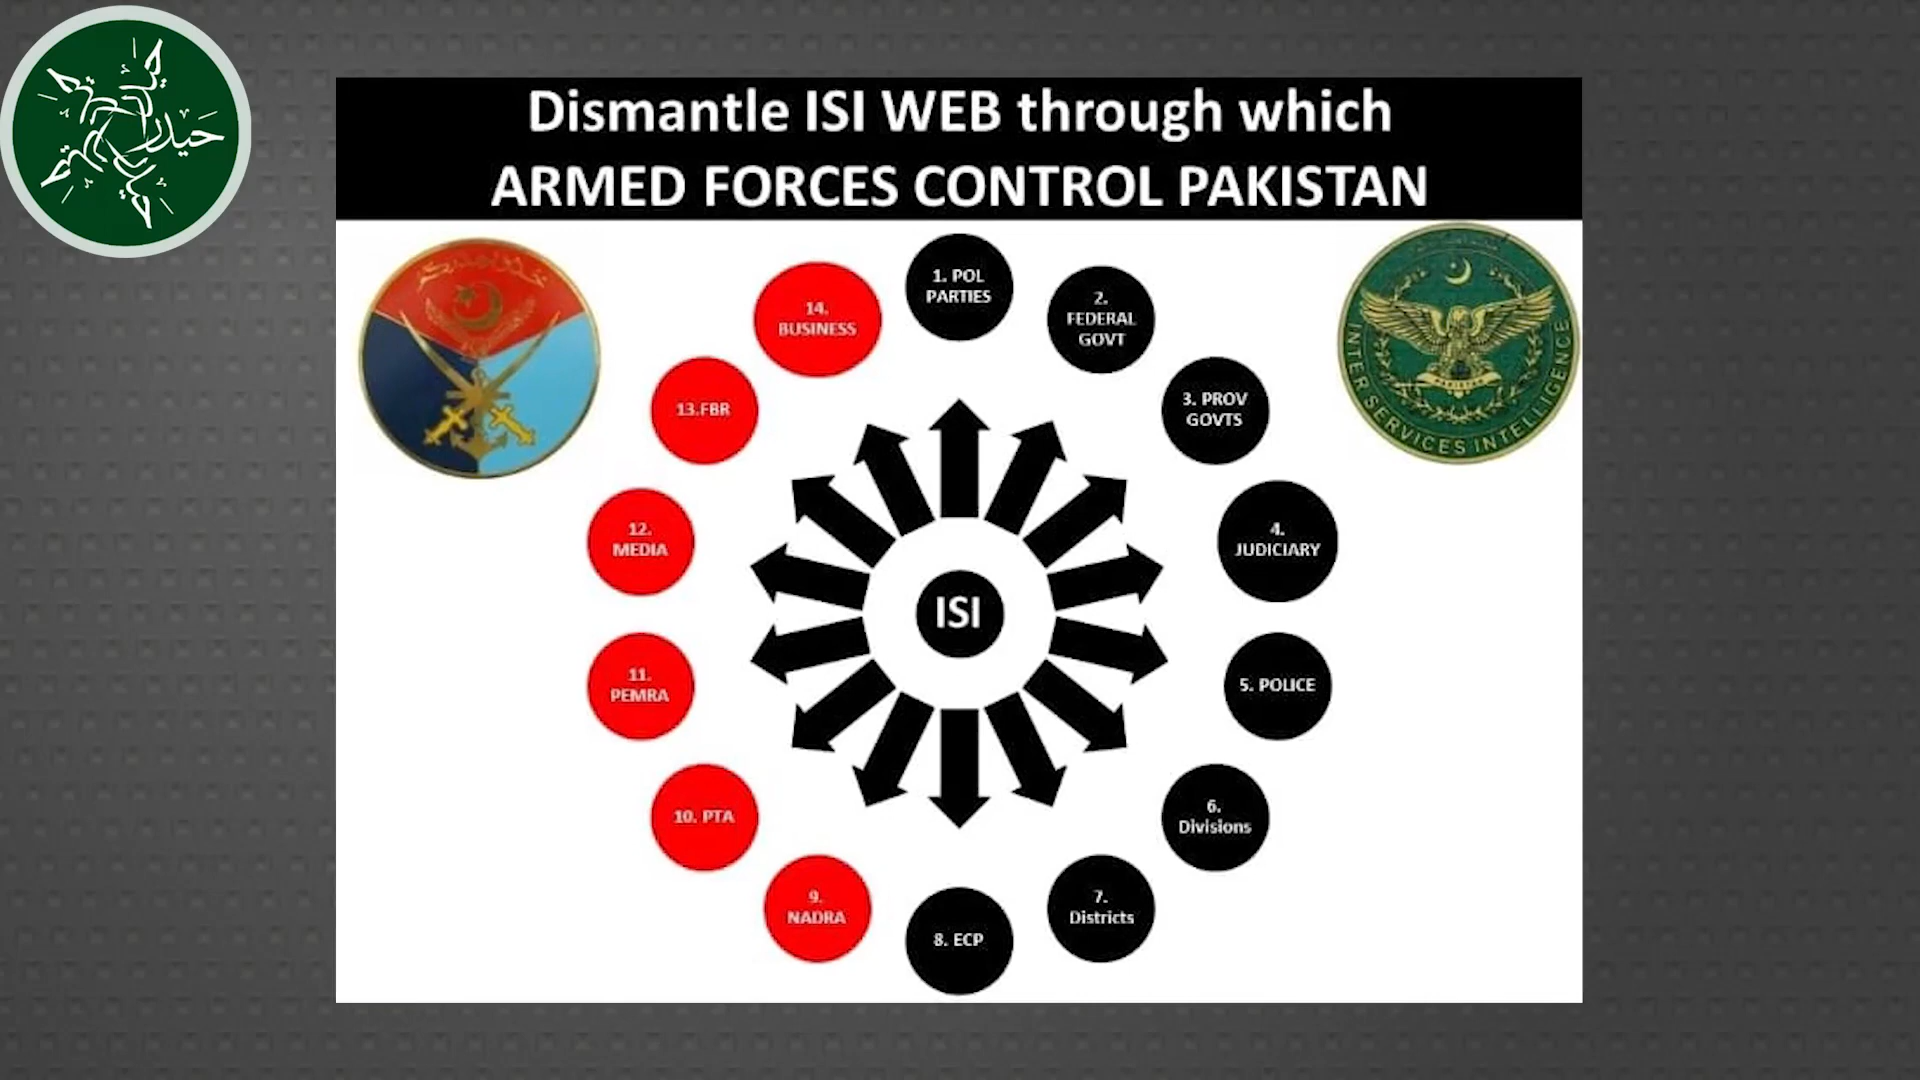 حیدر
Dismantle ISI WEB through which
ARMED FORCES CONTROL PAKISTAN
1. POL
PARTIES
2.
FEDERAL
GOVT
3. PROV
GOVTS
4.
JUDICIARY
5. POLICE
6.
Divisions
7.
Districts
8. ECP
9.
NADRA
10. PTA
11.
PEMRA
12.
MEDIA
13.FBR
14.
BUSINESS
ISI
INTER SERVICES INTELLIGENCE
PAKISTAN